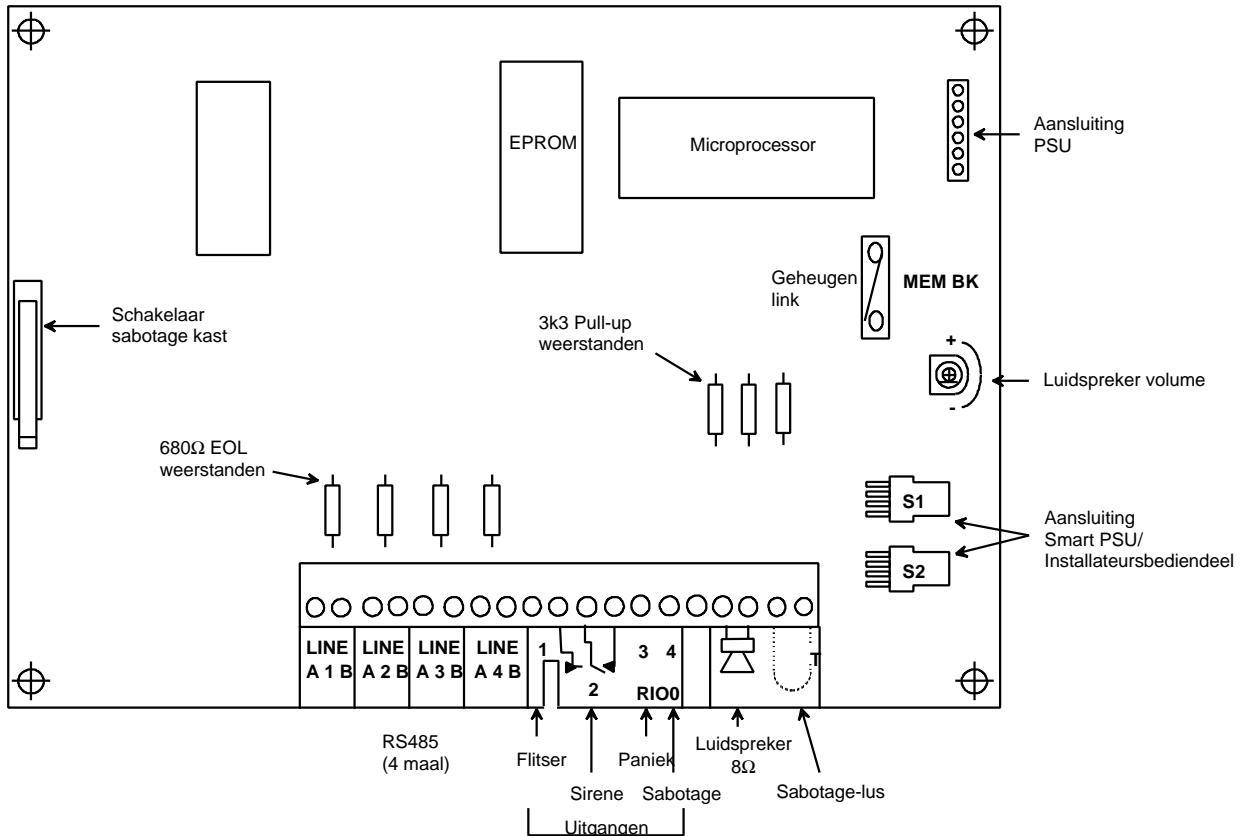 EPROM
Microprocessor
Aansluiting
PSU
Geheugen
link
MEM BK
Schakelaar
sabotage kast
3k3 Pull-up
weerstanden
+
-
Luidspreker volume
680Ω EOL
weerstanden
S1
S2
Aansluiting
Smart PSU/
Installateursbediendeel
LINE LINE LINE LINE
A 1 B A 2 B A 3 B A 4 B
1
2
3 4
RIO0
T
RS485
(4 maal)
Flitser
Paniek
Luidspreker
8Ω
Sirene
Sabotage
Sabotage-lus
Uitgangen